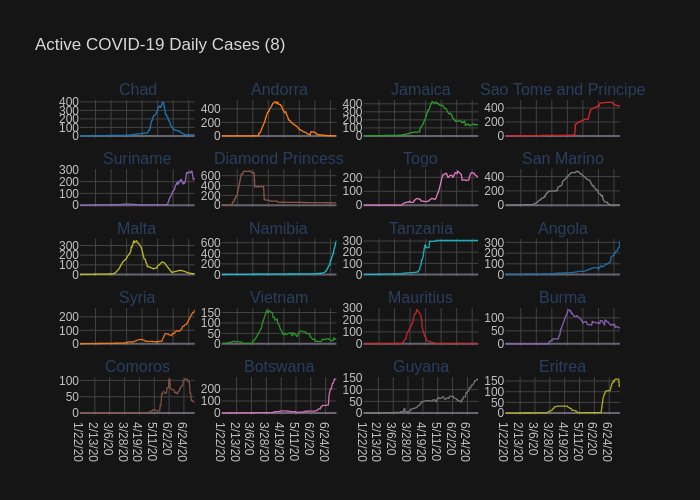 Active COVID-19 Daily Cases (8)
Chad Andorra Jamaica Sao Tome and Principe
400 300 200 100 0
400 200 0
400 300 200 100 0
400 200 0
Suriname Diamond Princess Togo San Marino
300 200 100 0
600 400 200 0
200 100 0
400 200 0
Malta Namibia Tanzania Angola
300 200 100 0
600 400 200 0
300 200 100 0
300 200 100 0
Syria Vietnam Mauritius Burma
200 100 0
150 100 50 0
300 200 100 0
100 50 0
Comoros Botswana Guyana Eritrea
100 50 0
200 100 0
150 100 50 0
150 100 50 0
1/22/20 2/13/20 3/6/20 3/28/20 4/19/20 5/11/20 6/2/20 6/24/20
1/22/20 2/13/20 3/6/20 3/28/20 4/19/20 5/11/20 6/2/20 6/24/20
1/22/20 2/13/20 3/6/20 3/28/20 4/19/20 5/11/20 6/2/20 6/24/20
1/22/20 2/13/20 3/6/20 3/28/20 4/19/20 5/11/20 6/2/20 6/24/20